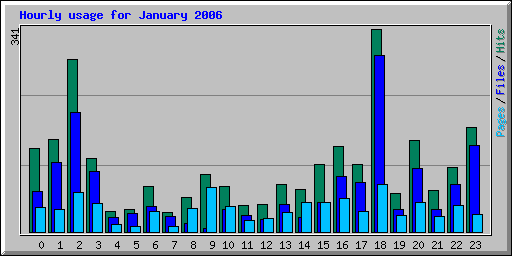 Hourly usage for January 2006
341
Pages / Files / Hits
0 1 2 3 4 5 6 7 8 9 10 11 12 13 14 15 16 17 18 19 20 21 22 23